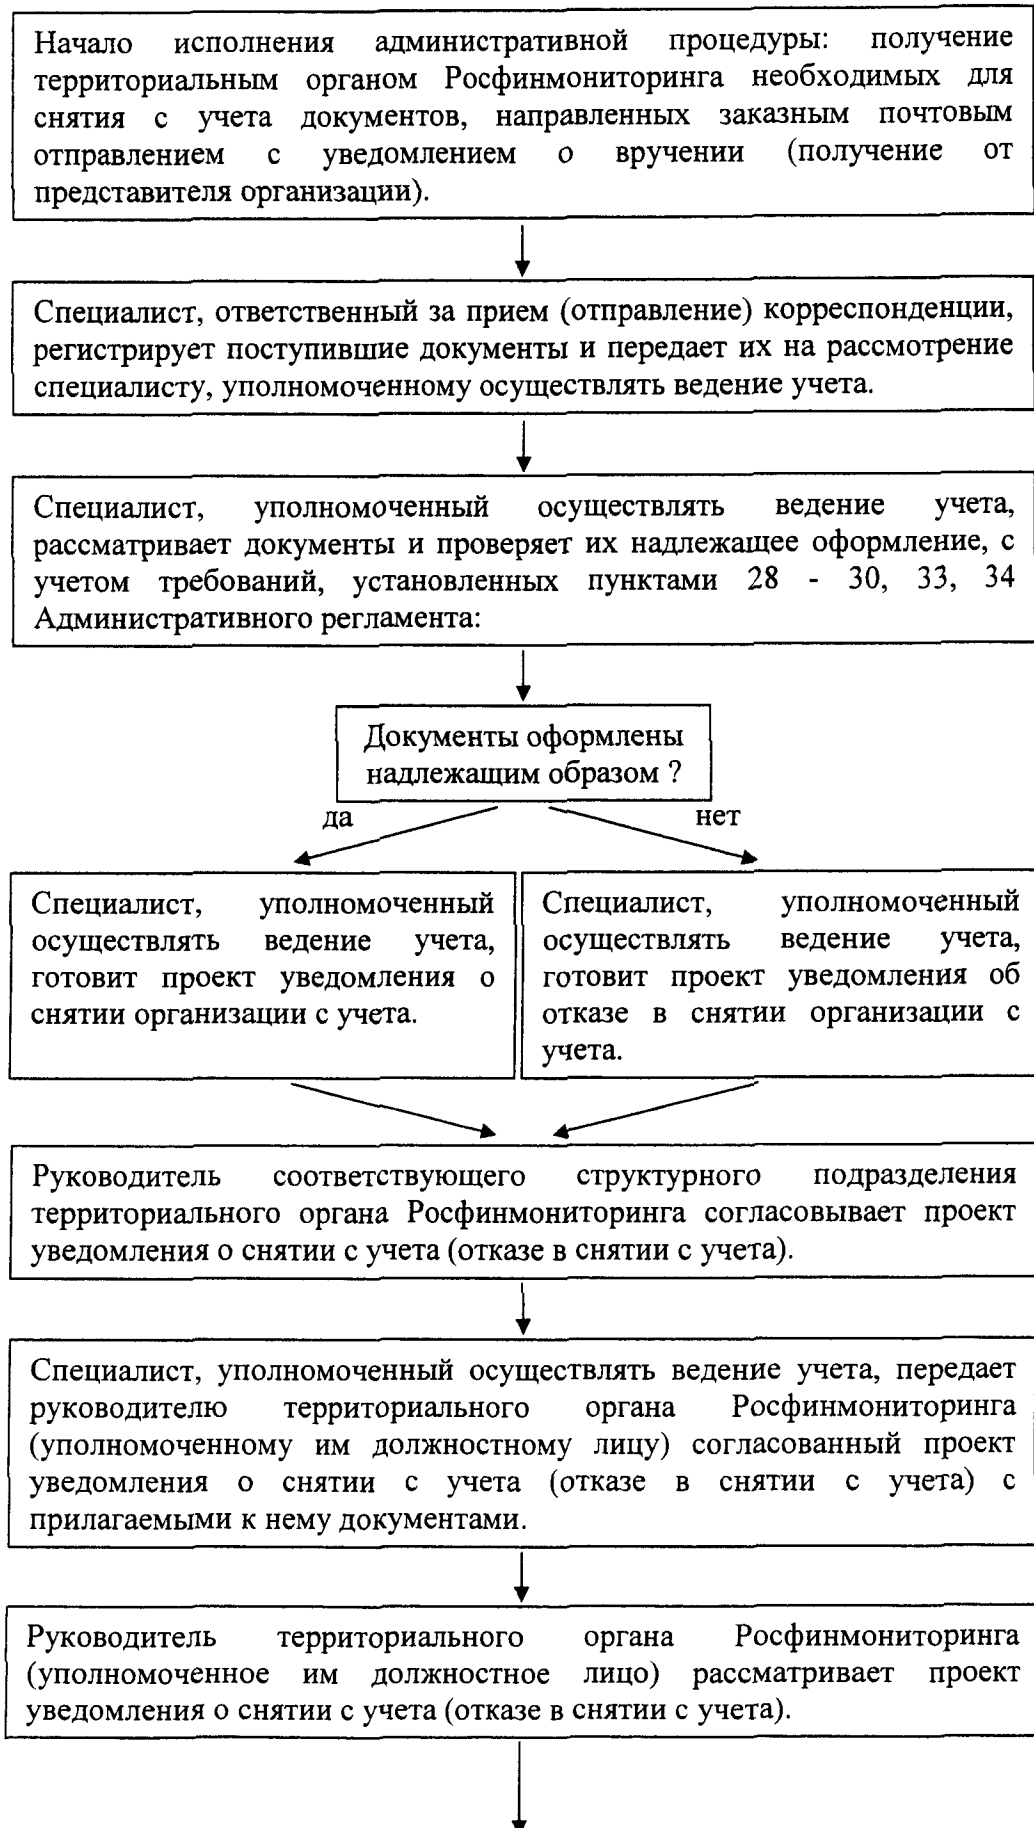 Начало исполнения административной процедуры: получение
территориальным органом Росфинмониторинга необходимых для
снятия с учета документов, направленных заказным почтовым
отправлением с уведомлением о вручении (получение от
представителя организации).
Специалист, ответственный за прием (отправление) корреспонденции,
регистрирует поступившие документы и передает их на рассмотрение
специалисту, уполномоченному осуществлять ведение учета.
Специалист, уполномоченный осуществлять ведение учета,
рассматривает документы и проверяет их надлежащее оформление, с
учетом требований, установленных пунктами 28 - 30, 33, 34
Административного регламента:
Документы оформлены
надлежащим образом ?
да
нет
Специалист, уполномоченный
осуществлять ведение учета,
готовит проект уведомления о
снятии организации с учета.
Специалист, уполномоченный
осуществлять ведение учета,
готовит проект уведомления об
отказе в снятии организации с
учета.
Руководитель соответствующего структурного подразделения
территориального органа Росфинмониторинга согласовывает проект
уведомления о снятии с учета (отказе в снятии с учета).
Специалист, уполномоченный осуществлять ведение учета, передает
руководителю территориального органа Росфинмониторинга
(уполномоченному им должностному лицу) согласованный проект
уведомления о снятии с учета (отказе в снятии с учета) с
прилагаемыми к нему документами.
Руководитель территориального органа Росфинмониторинга
(уполномоченное им должностное лицо) рассматривает проект
уведомления о снятии с учета (отказе в снятии с учета).